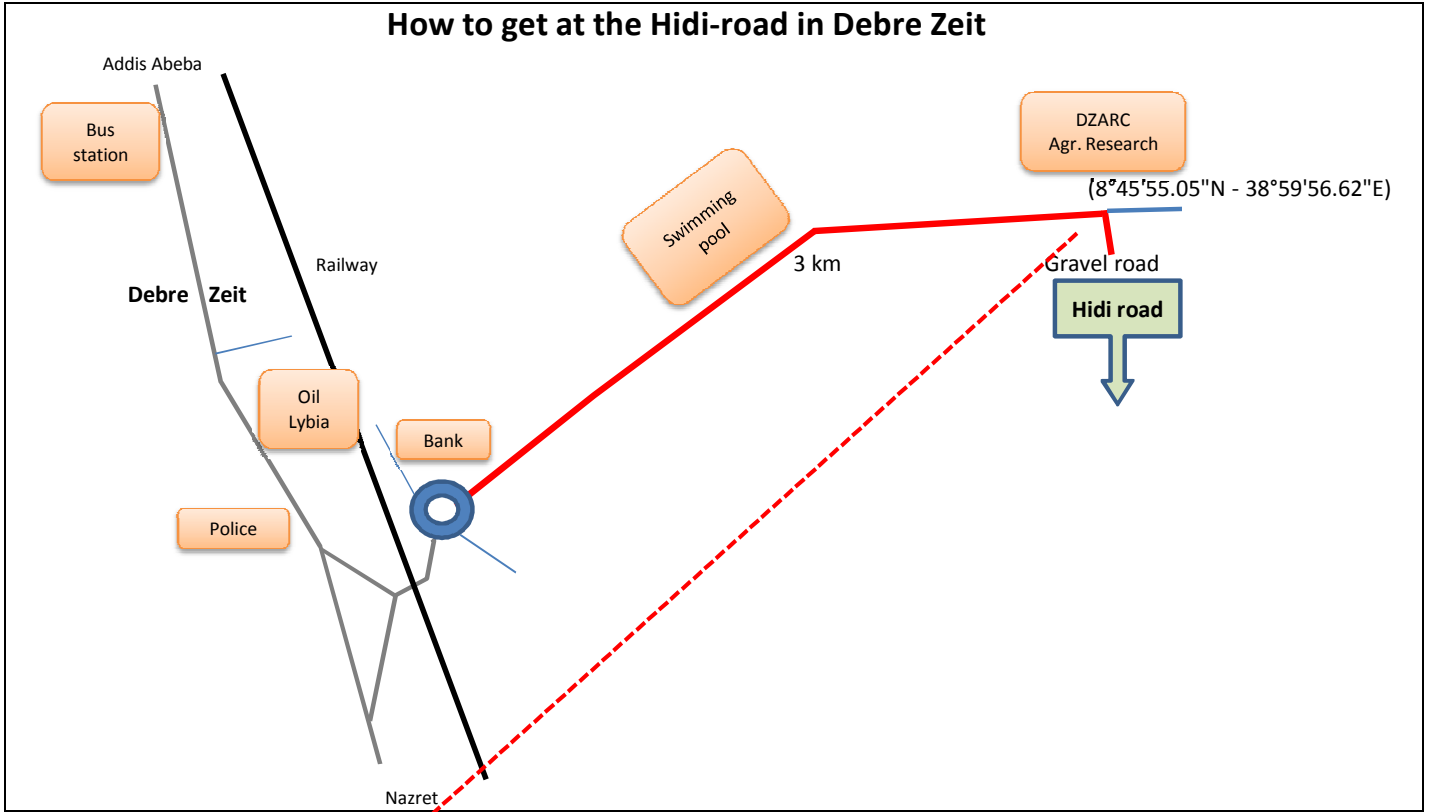 How to get at the Hidi-road in Debre Zeit
Addis Abeba
Bus
station
DZARC
Agr. Research
(8°45'55.05"N - 38°59'56.62"E)
Swimming
pool
Railway
3 km
Gravel road
Debre Zeit
Hidi road
Oil
Lybia
Bank
Police
Nazret